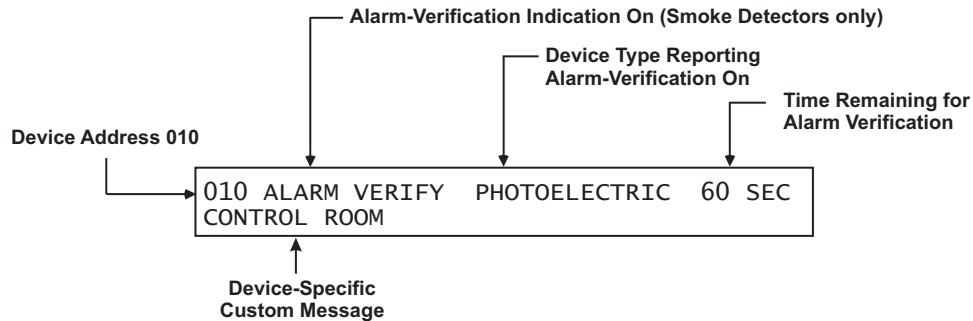 Alarm-Verification Indication On (Smoke Detectors only)
Device Type Reporting
Alarm-Verification On
Time Remaining for
Alarm Verification
Device Address 010
010 ALARM VERIFY PHOTOELECTRIC 60 SEC
CONTROL ROOM
Device-Specific
Custom Message